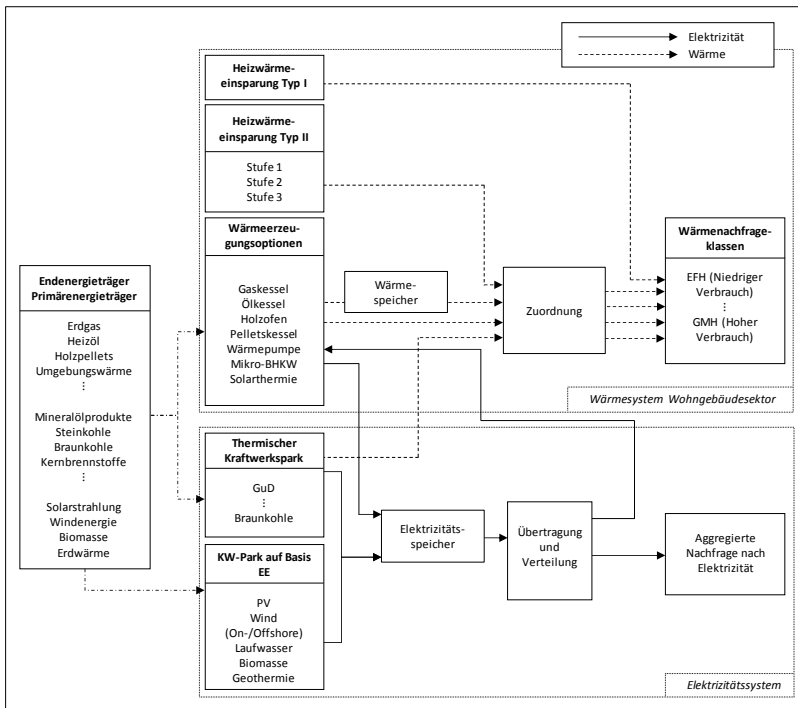 Elektrizität
Wärme
Heizwärme-
einsparung Typ I
Heizwärme-
einsparung Typ II
Stufe 1
Stufe 2
Stufe 3
Wärmeerzeu-
gungsoptionen
Gaskessel
Ölkessel
Holzofen
Pelletskessel
Wärmepumpe
Mikro-BHKW
Solarthermie
Wärme-
speicher
Zuordnung
Wärmenachfrage-
klassen
EFH (Niedriger
Verbrauch)
⋮
GMH (Hoher
Verbrauch)
Wärmesystem Wohngebäudesektor
Endenergieträger
Primärenergieträger
Erdgas
Heizöl
Holzpellets
Umgebungswärme
⋮
Mineralölprodukte
Steinkohle
Braunkohle
Kernbrennstoffe
⋮
Solarstrahlung
Windenergie
Biomasse
Erdwärme
Thermischer
Kraftwerkspark
GuD
⋮
Braunkohle
KW-Park auf Basis
EE
PV
Wind
(On-/Offshore)
Laufwasser
Biomasse
Geothermie
Elektrizitäts-
speicher
Übertragung
und
Verteilung
Aggregierte
Nachfrage nach
Elektrizität
Elektrizitätssystem